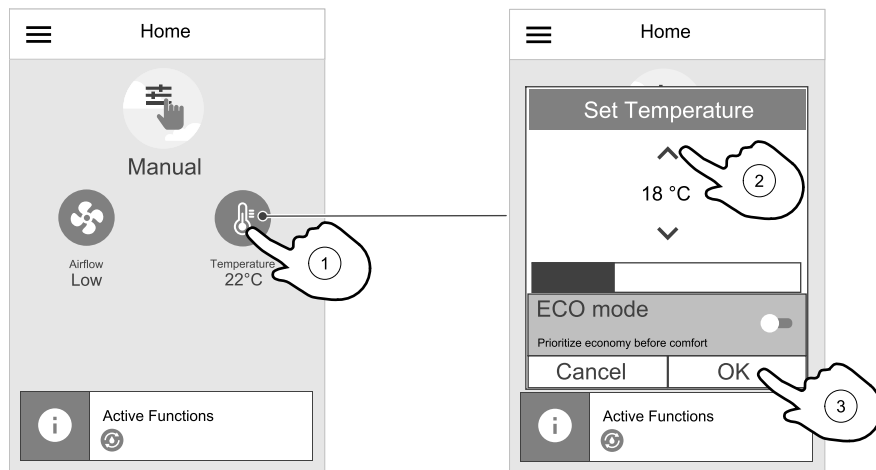 Home
Manual
Airflow
Low
Temperature
22°C
1
i
Active Functions
Home
Set Temperature
18 °C
2
ECO mode
Prioritize economy before comfort
Cancel
OK
3
i
Active Functions